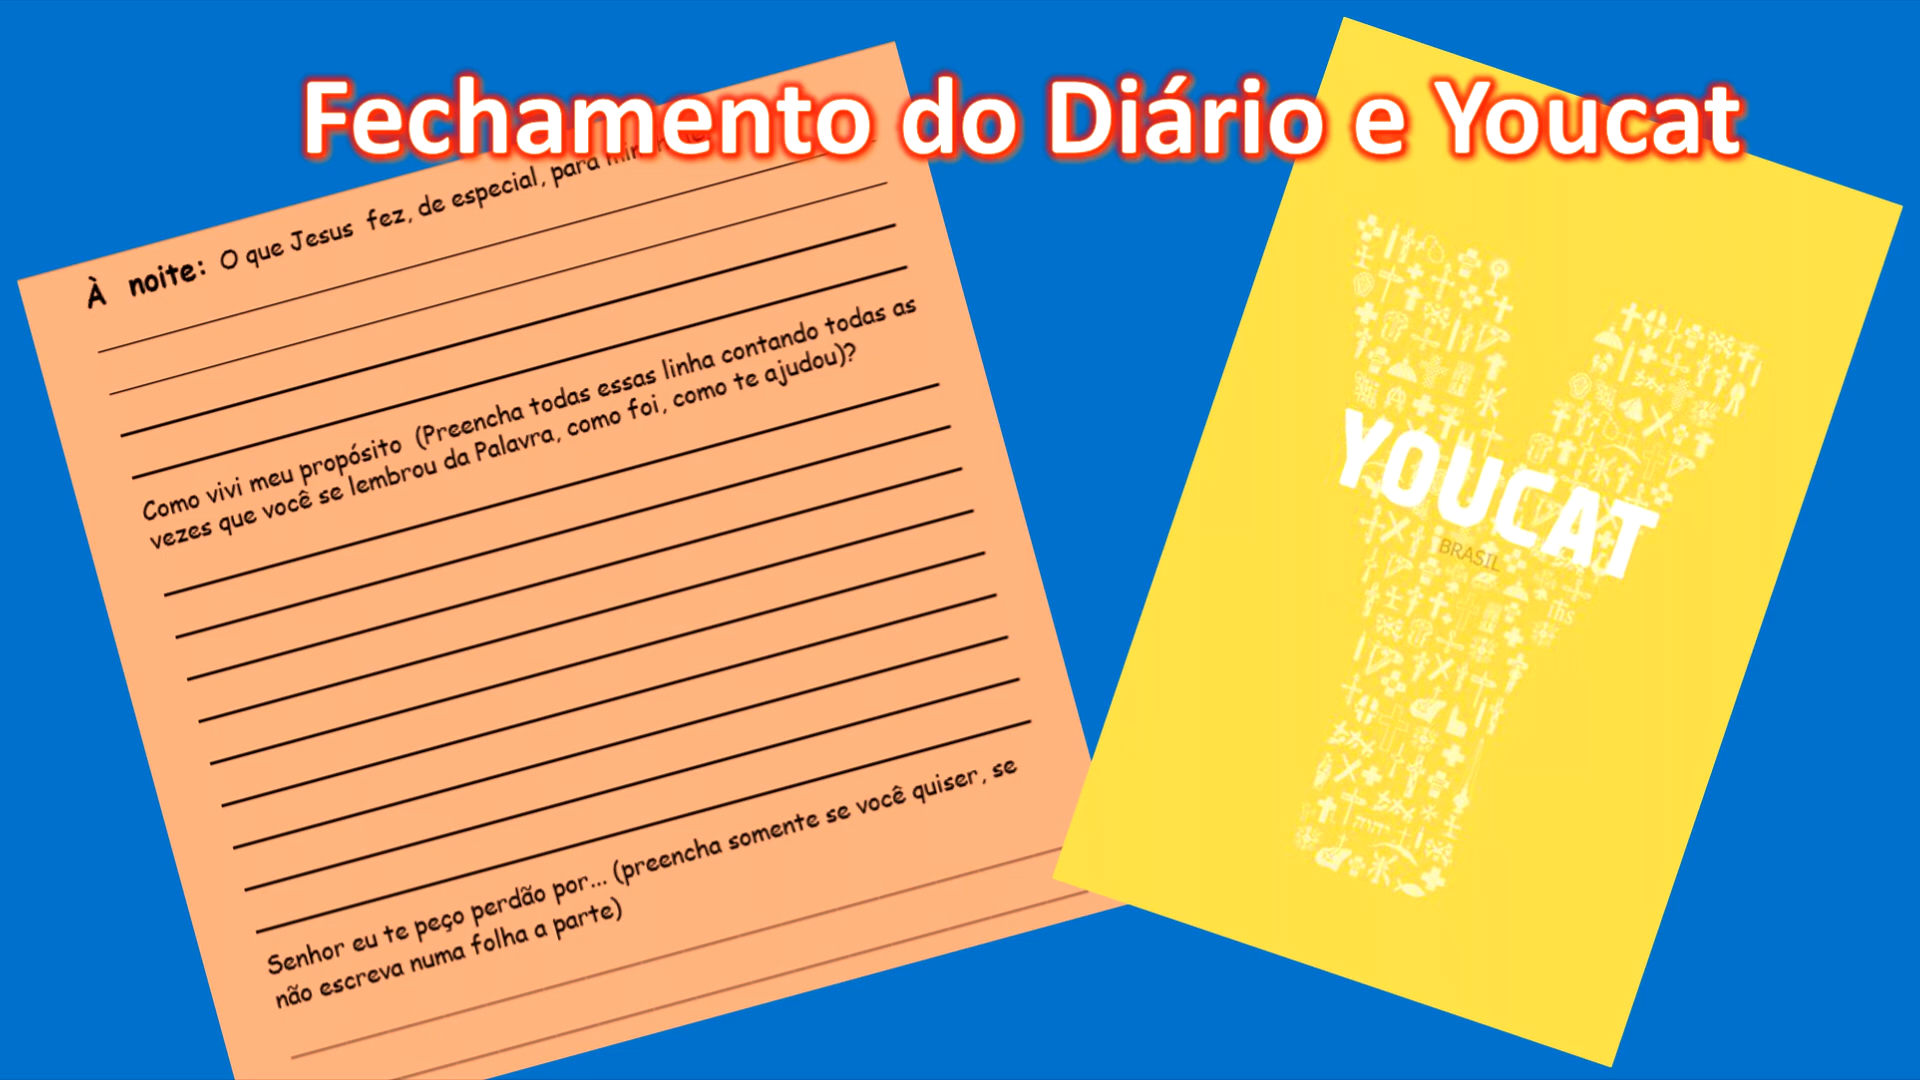 Fechamento do Diário e Youcat
À noite: O que Jesus fez, de especial, para mim
Como vivi meu propósito (Preencha todas essas linha contando todas as
vezes que você se lembrou da Palavra, como foi, como te ajudou)?
Senhor eu te peço perdão por... (preencha somente se você quiser, se
não escreva numa folha a parte)
YOUCAT
BRASIL
ihs